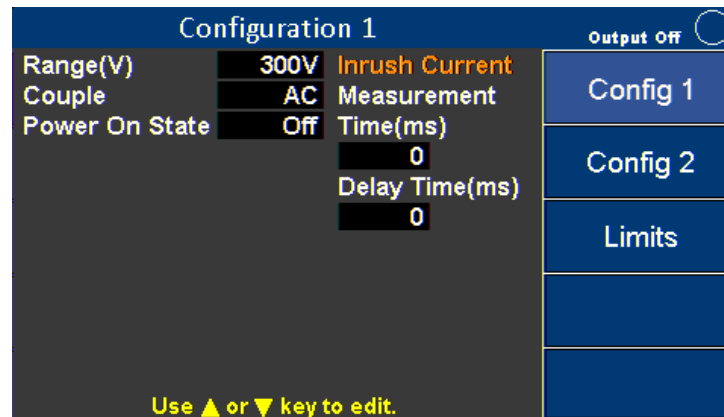 Configuration 1
Output Off
Range(V) 300V
Couple AC
Power On State Off
Inrush Current
Measurement
Time(ms)
0
Delay Time(ms)
0
Config 1
Config 2
Limits
Use ▲ or ▼ key to edit.